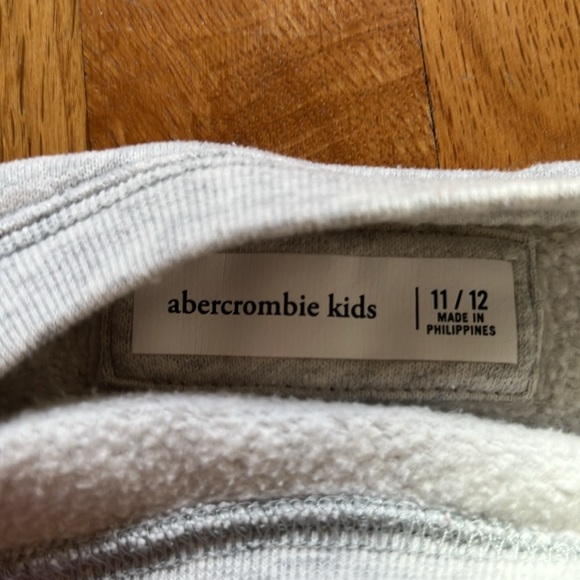 abercrombie kids
11 / 12
MADE IN
PHILIPPINES